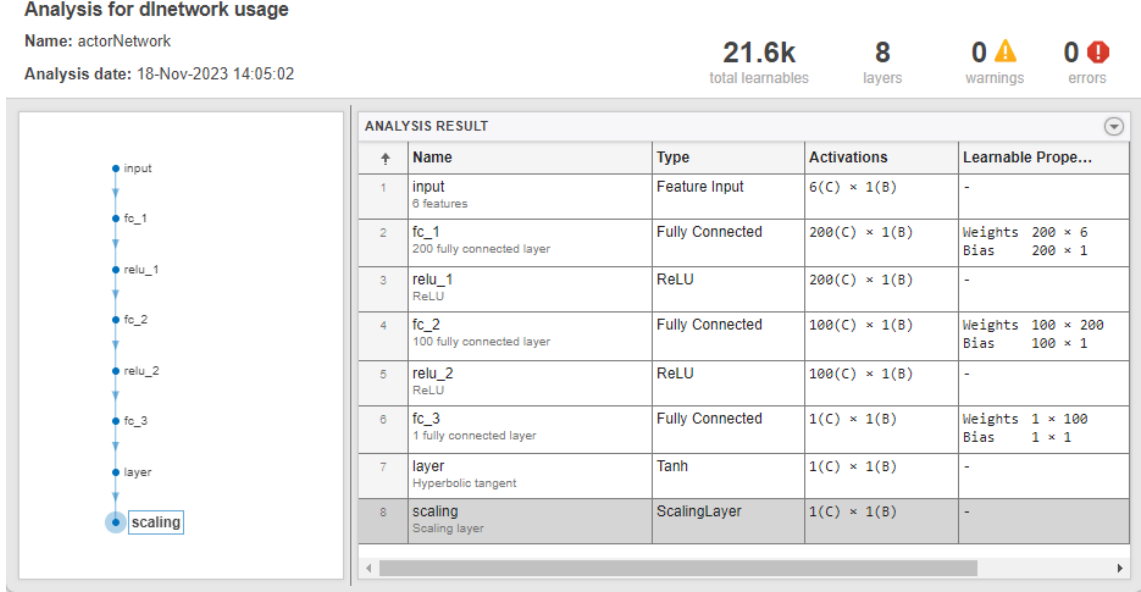 Analysis for dlnetwork usage
Name: actorNetwork
Analysis date: 18-Nov-2023 14:05:02
21.6k
total learnables
8
layers
0
warnings
0
errors
input
fc_1
relu_1
fc_2
relu_2
fc_3
layer
scaling
ANALYSIS RESULT
Name Type Activations Learnable Prope...
1 input Feature Input 6(C) × 1(B) -
6 features
2 fc_1 Fully Connected 200(C) × 1(B) Weights 200 × 6
200 fully connected layer Bias 200 × 1
3 relu_1 ReLU 200(C) × 1(B) -
ReLU
4 fc_2 Fully Connected 100(C) × 1(B) Weights 100 × 200
100 fully connected layer Bias 100 × 1
5 relu_2 ReLU 100(C) × 1(B) -
ReLU
6 fc_3 Fully Connected 1(C) × 1(B) Weights 1 × 100
1 fully connected layer Bias 1 × 1
7 layer Tanh 1(C) × 1(B) -
Hyperbolic tangent
8 scaling ScalingLayer 1(C) × 1(B) -
Scaling layer